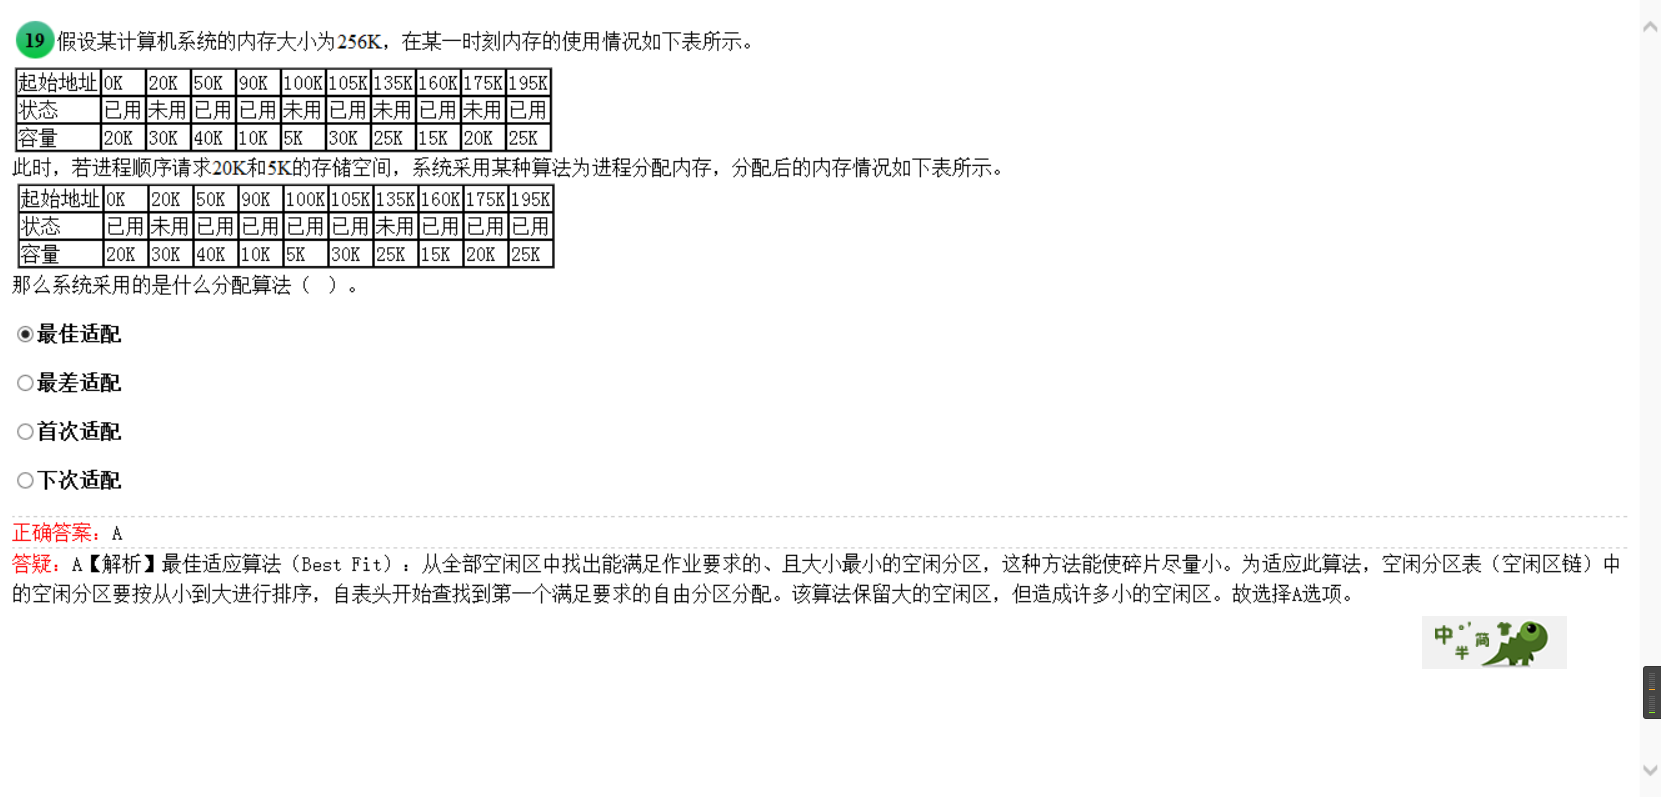 19 假设某计算机系统的内存大小为256K，在某一时刻内存的使用情况如下表所示。
起始地址 0K 20K 50K 90K 100K 105K 135K 160K 175K 195K
状态 已用 未用 已用 已用 未用 已用 未用 已用 未用 已用
容量 20K 30K 40K 10K 5K 30K 25K 15K 20K 25K
此时，若进程顺序请求20K和5K的存储空间，系统采用某种算法为进程分配内存，分配后的内存情况如下表所示。
起始地址 0K 20K 50K 90K 100K 105K 135K 160K 175K 195K
状态 已用 未用 已用 已用 已用 已用 未用 已用 已用 已用
容量 20K 30K 40K 10K 5K 30K 25K 15K 20K 25K
那么系统采用的是什么分配算法（ ）。
最佳适配
最差适配
首次适配
下次适配
正确答案：A
答疑：A【解析】最佳适应算法（Best Fit）：从全部空闲区中找出能满足作业要求的、且大小最小的空闲分区，这种方法能使碎片尽量小。为适应此算法，空闲分区表（空闲区链）中
的空闲分区要按从小到大进行排序，自表头开始查找到第一个满足要求的自由分区分配。该算法保留大的空闲区，但造成许多小的空闲区。故选择A选项。
中 °’ 半 简